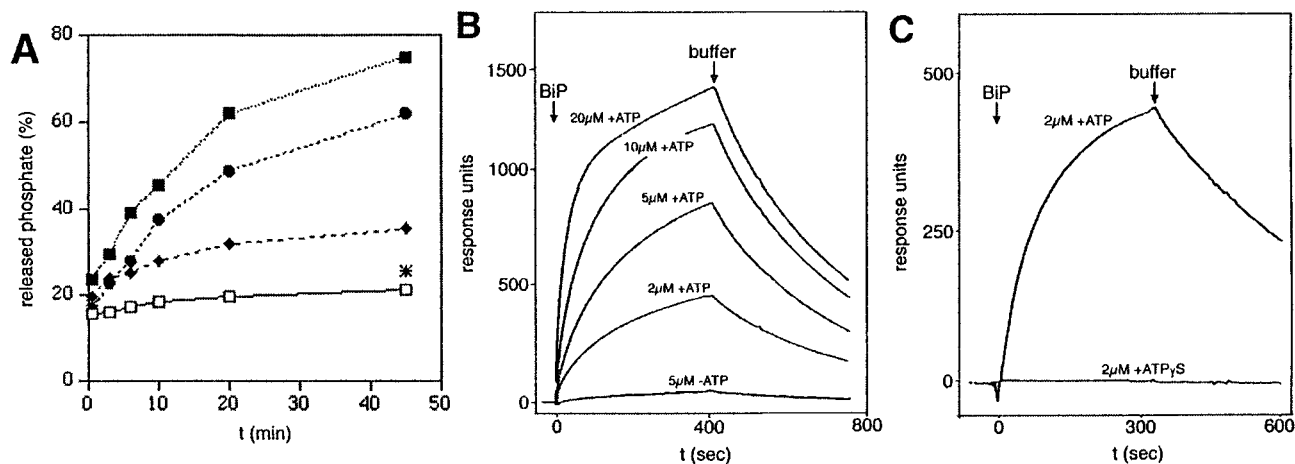 A
released phosphate (%)
80
60
40
20
0
0 10 20 30 40 50
t (min)
B
response units
1500
1000
500
0
BiP
buffer
20µM +ATP
10µM +ATP
5µM +ATP
2µM +ATP
5µM -ATP
0 400 800
t (sec)
C
response units
500
250
0
BiP
buffer
2µM +ATP
2µM +ATPγS
0 300 600
t (sec)